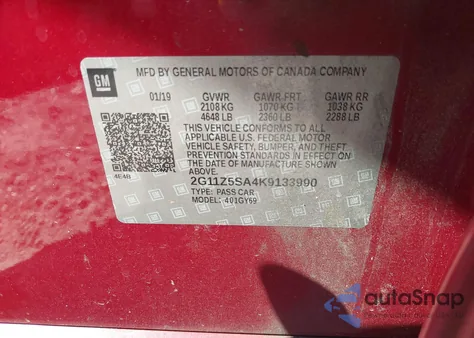 GM
MFD BY GENERAL MOTORS OF CANADA COMPANY
01/19 GVWR GAWR FRT GAWR RR
2108 KG 1070 KG 1038 KG
4648 LB 2360 LB 2288 LB
THIS VEHICLE CONFORMS TO ALL
APPLICABLE U.S. FEDERAL MOTOR
VEHICLE SAFETY, BUMPER, AND THEFT
PREVENTION STANDARDS IN EFFECT
ON THE DATE OF MANUFACTURE SHOWN
ABOVE.
4E4B
2G11Z5SA4K9133990
TYPE: PASS CAR
MODEL: 401GY69
autoSnap